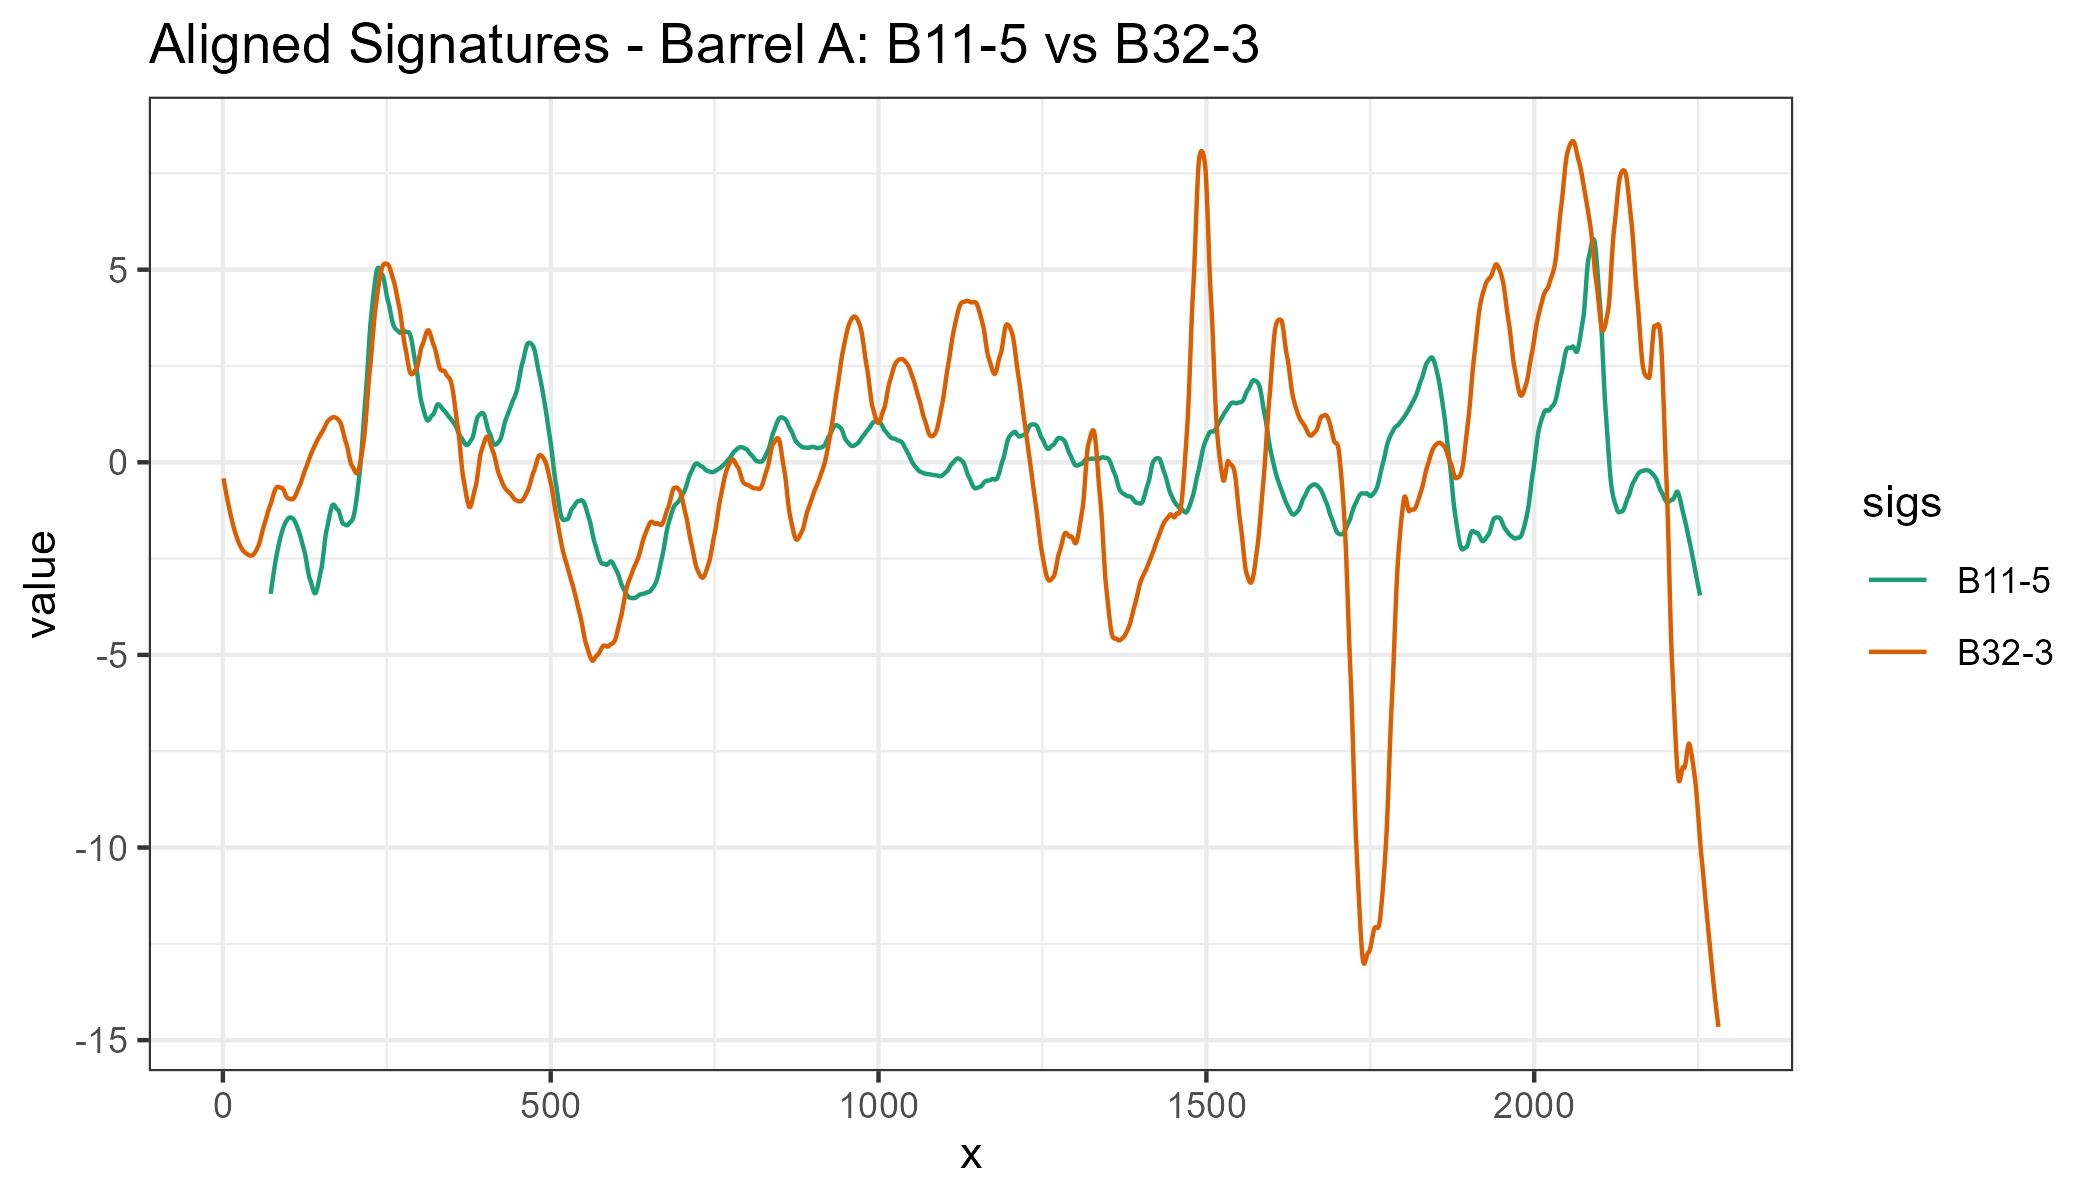 Aligned Signatures - Barrel A: B11-5 vs B32-3
value
5
0
-5
-10
-15
0 500 1000 1500 2000
x
sigs
B11-5
B32-3